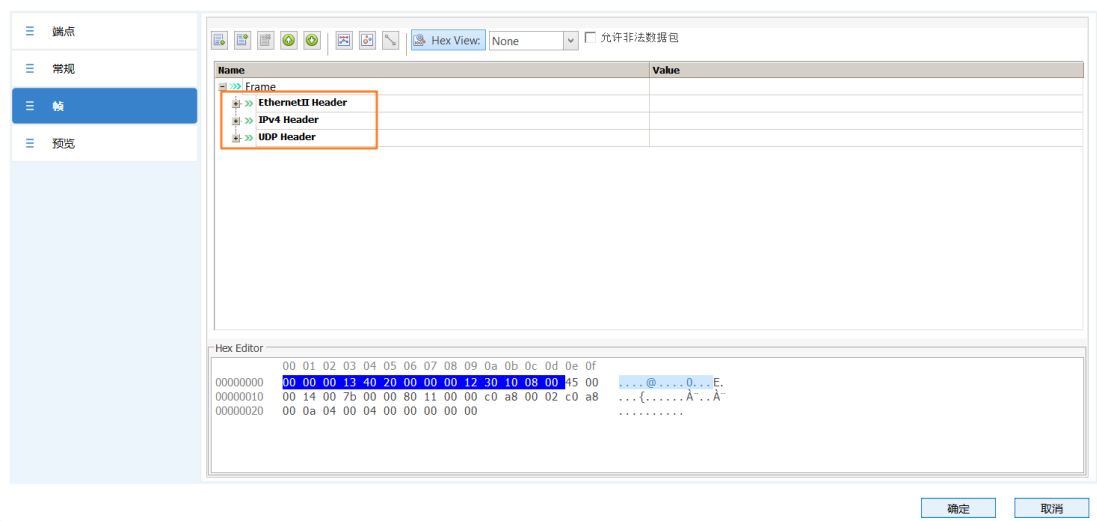 端点
常规
帧
预览
Hex View: None 允许非法数据包
Name Value
Frame
EthernetII Header
IPv4 Header
UDP Header
Hex Editor
00 01 02 03 04 05 06 07 08 09 0a 0b 0c 0d 0e 0f
00000000 00 00 00 13 40 20 00 00 00 12 30 10 08 00 45 00 ....@....0...E.
00000010 00 14 00 7b 00 00 80 11 00 00 c0 a8 00 02 c0 a8 ...{......À¨..À¨
00000020 00 0a 04 00 04 00 00 00 00 00 ..........
确定 取消